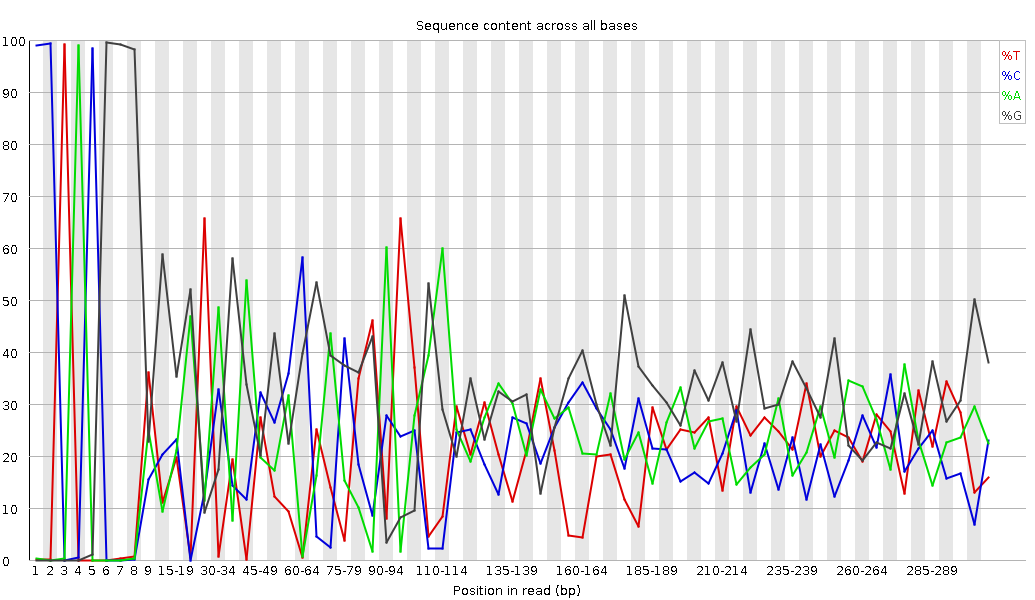 Sequence content across all bases
100
90
80
70
60
50
40
30
20
10
0
%T
%C
%A
%G
1 2 3 4 5 6 7 8 9 15-19 30-34 45-49 60-64 75-79 90-94 110-114 135-139 160-164 185-189 210-214 235-239 260-264 285-289
Position in read (bp)